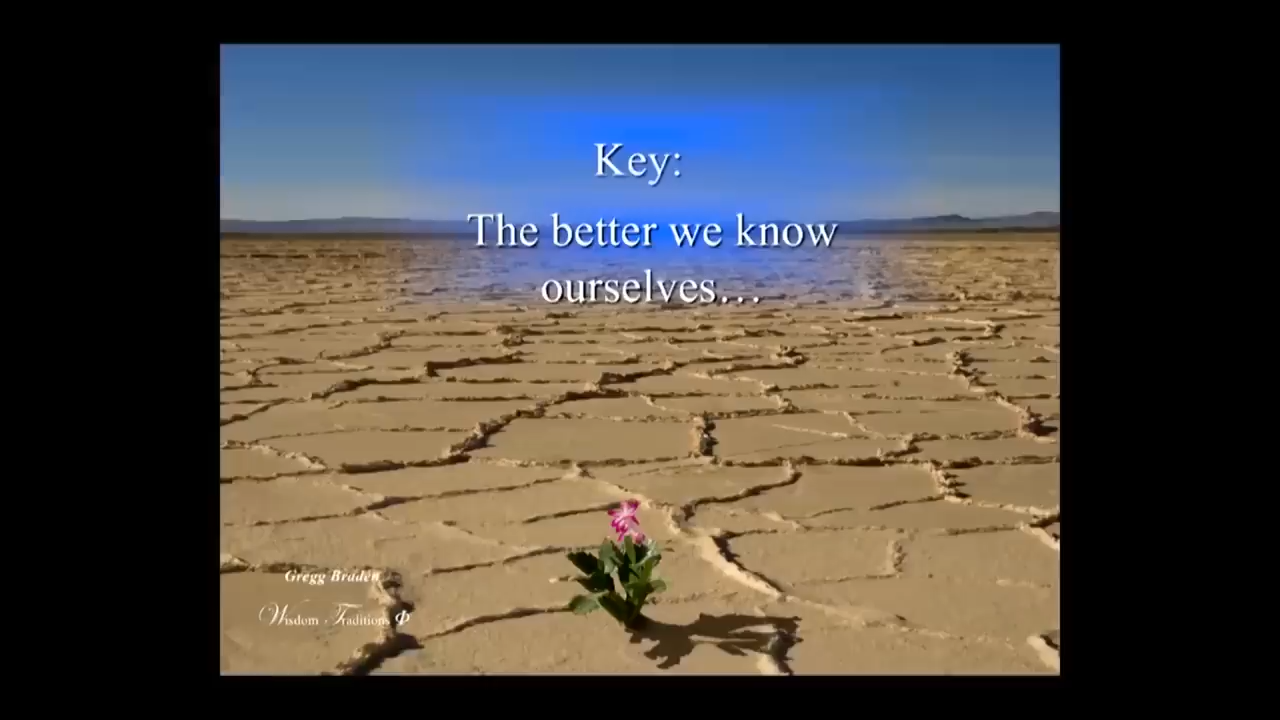 Key:
The better we know
ourselves…
Gregg Braden
Wisdom · Traditions Φ